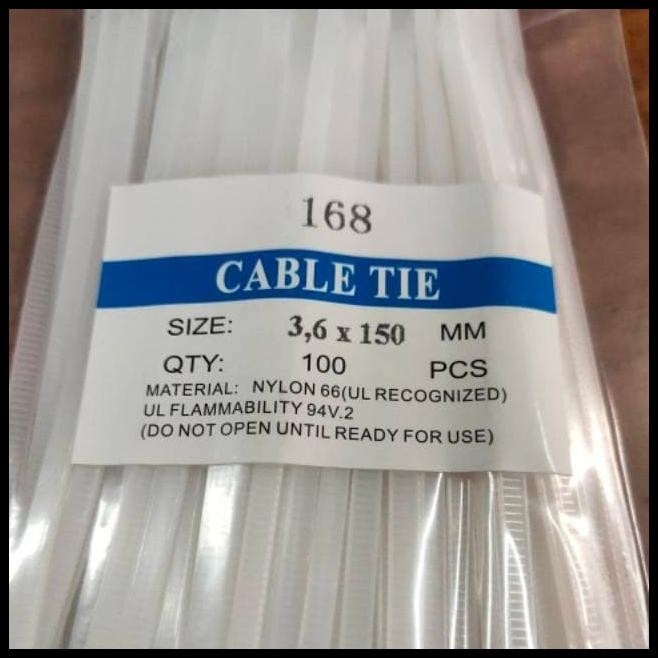 168
CABLE TIE
SIZE: 3,6 x 150 MM
QTY: 100 PCS
MATERIAL: NYLON 66(UL RECOGNIZED)
UL FLAMMABILITY 94V.2
(DO NOT OPEN UNTIL READY FOR USE)